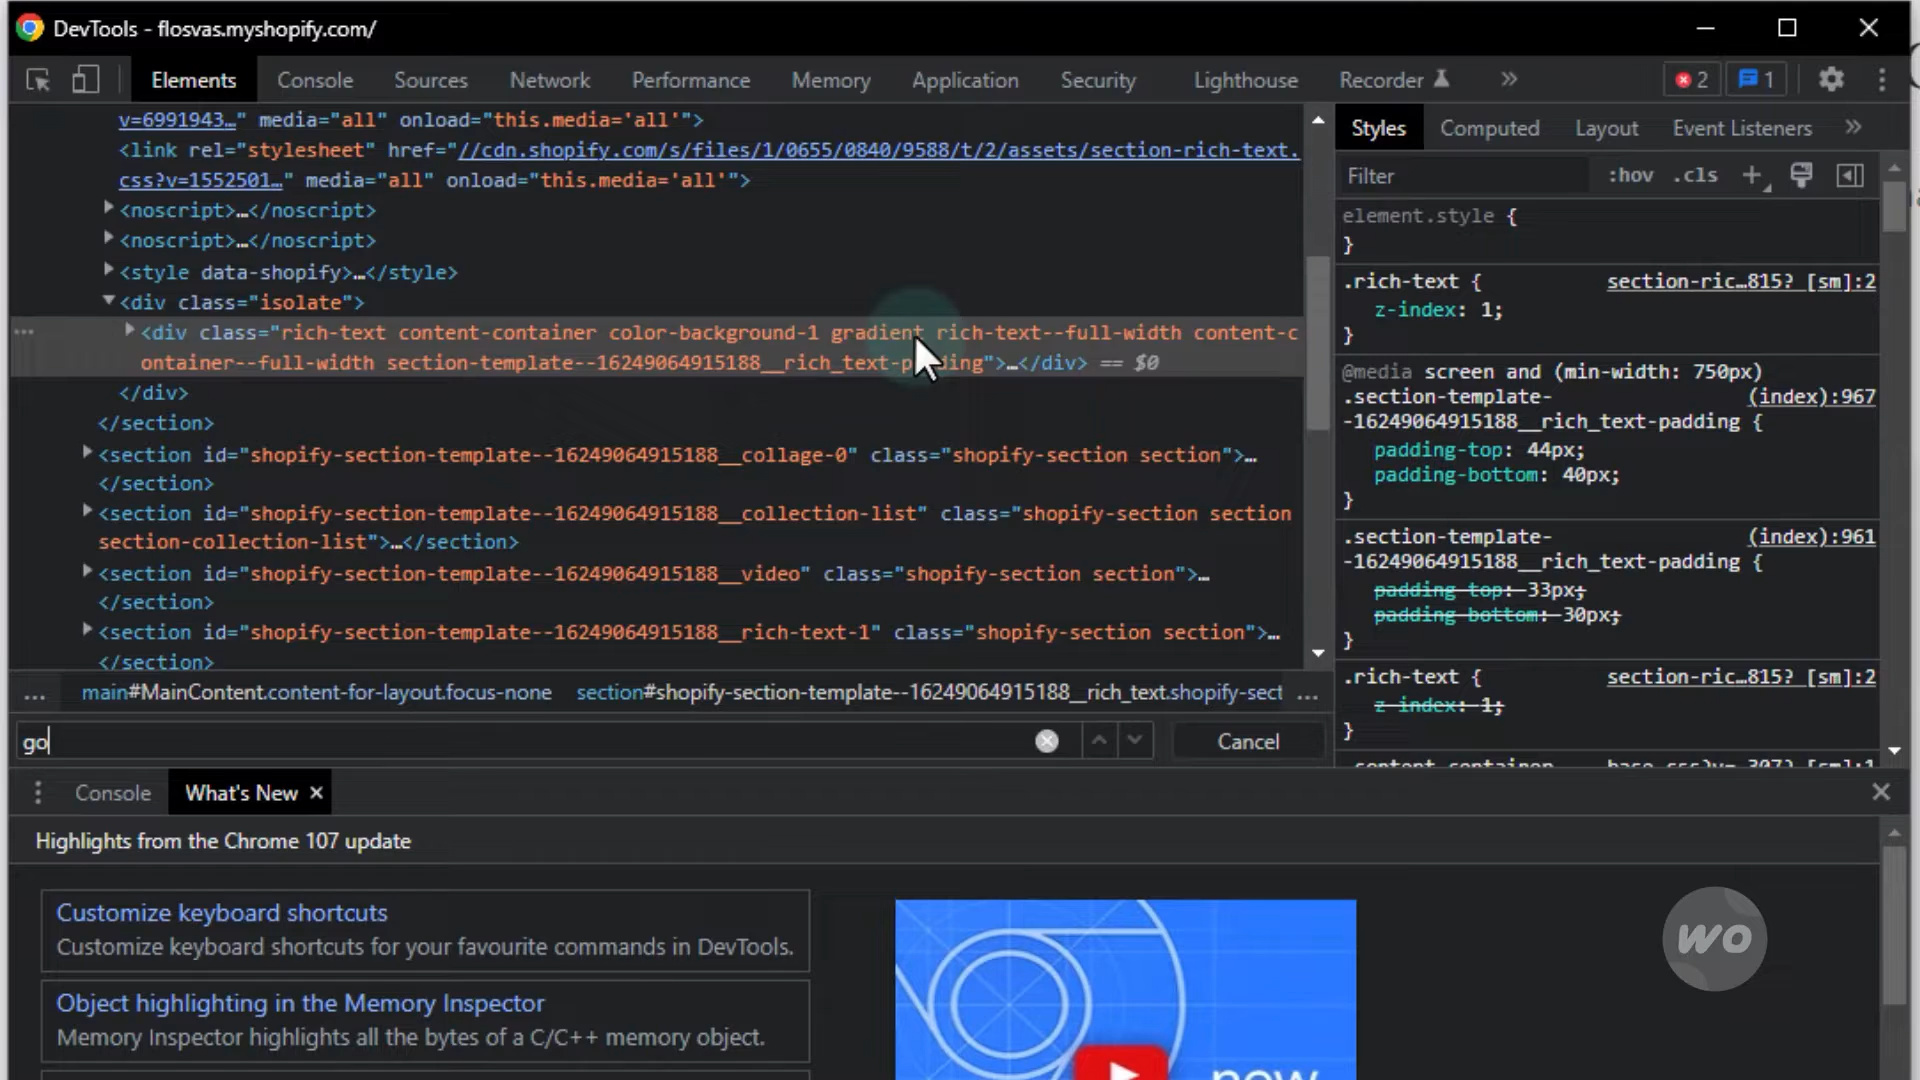 DevTools - flosvas.myshopify.com/
Elements Console Sources Network Performance Memory Application Security Lighthouse Recorder » 2 1
v=6991943…" media="all" onload="this.media='all'">
<link rel="stylesheet" href="//cdn.shopify.com/s/files/1/0655/0840/9588/t/2/assets/section-rich-text.
css?v=1552501…" media="all" onload="this.media='all'">
<noscript>…</noscript>
<noscript>…</noscript>
<style data-shopify>…</style>
<div class="isolate">
<div class="rich-text content-container color-background-1 gradient rich-text--full-width content-c
ontainer--full-width section-template--16249064915188__rich_text-padding">…</div> == $0
</div>
</section>
<section id="shopify-section-template--16249064915188__collage-0" class="shopify-section section">…
</section>
<section id="shopify-section-template--16249064915188__collection-list" class="shopify-section section
section-collection-list">…</section>
<section id="shopify-section-template--16249064915188__video" class="shopify-section section">…
</section>
<section id="shopify-section-template--16249064915188__rich-text-1" class="shopify-section section">…
</section>
… main#MainContent.content-for-layout.focus-none section#shopify-section-template--16249064915188__rich_text.shopify-sect …
go Cancel
Styles Computed Layout Event Listeners »
Filter :hov .cls +
element.style {
}
.rich-text { section-ric…815? [sm]:2
z-index: 1;
}
@media screen and (min-width: 750px)
.section-template- (index):967
-16249064915188__rich_text-padding {
padding-top: 44px;
padding-bottom: 40px;
}
.section-template- (index):961
-16249064915188__rich_text-padding {
padding-top: 33px;
padding-bottom: 30px;
}
.rich-text { section-ric…815? [sm]:2
z-index: 1;
}
Console What's New ×
Highlights from the Chrome 107 update
Customize keyboard shortcuts
Customize keyboard shortcuts for your favourite commands in DevTools.
Object highlighting in the Memory Inspector
Memory Inspector highlights all the bytes of a C/C++ memory object.
new
wo